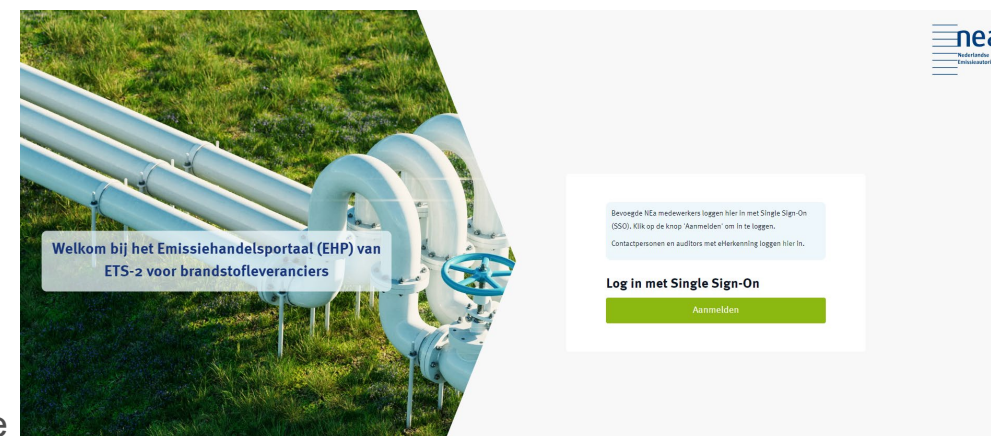 nea
Nederlandse
Welkom bij het Emissiehandelsportaal (EHP) van
ETS-2 voor brandstofleveranciers
Bevoegde NEa medewerkers loggen hier in met Single Sign-On
(SSO). Klik op de knop 'Aanmelden' om in te loggen.
Contactpersonen en auditors met eHerkenning loggen hier in.
Log in met Single Sign-On
Aanmelden
e